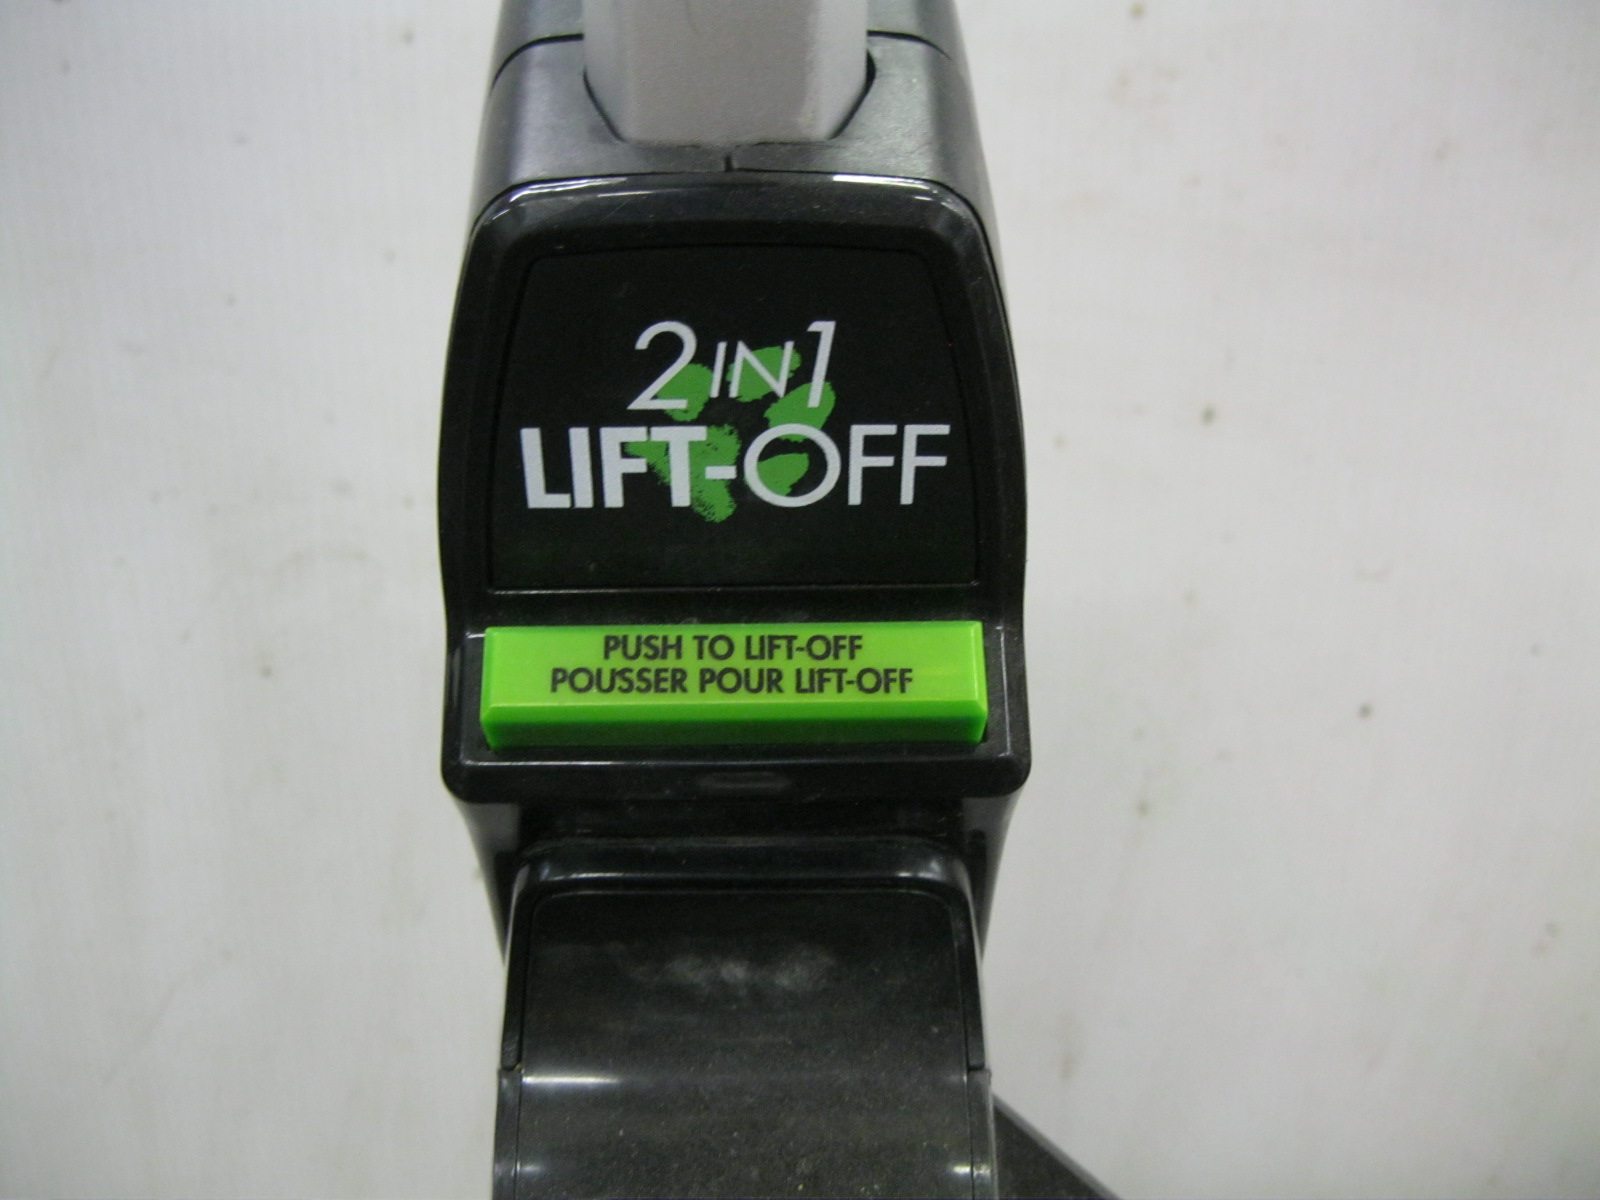 2 IN 1
LIFT-OFF
PUSH TO LIFT-OFF
POUSSER POUR LIFT-OFF